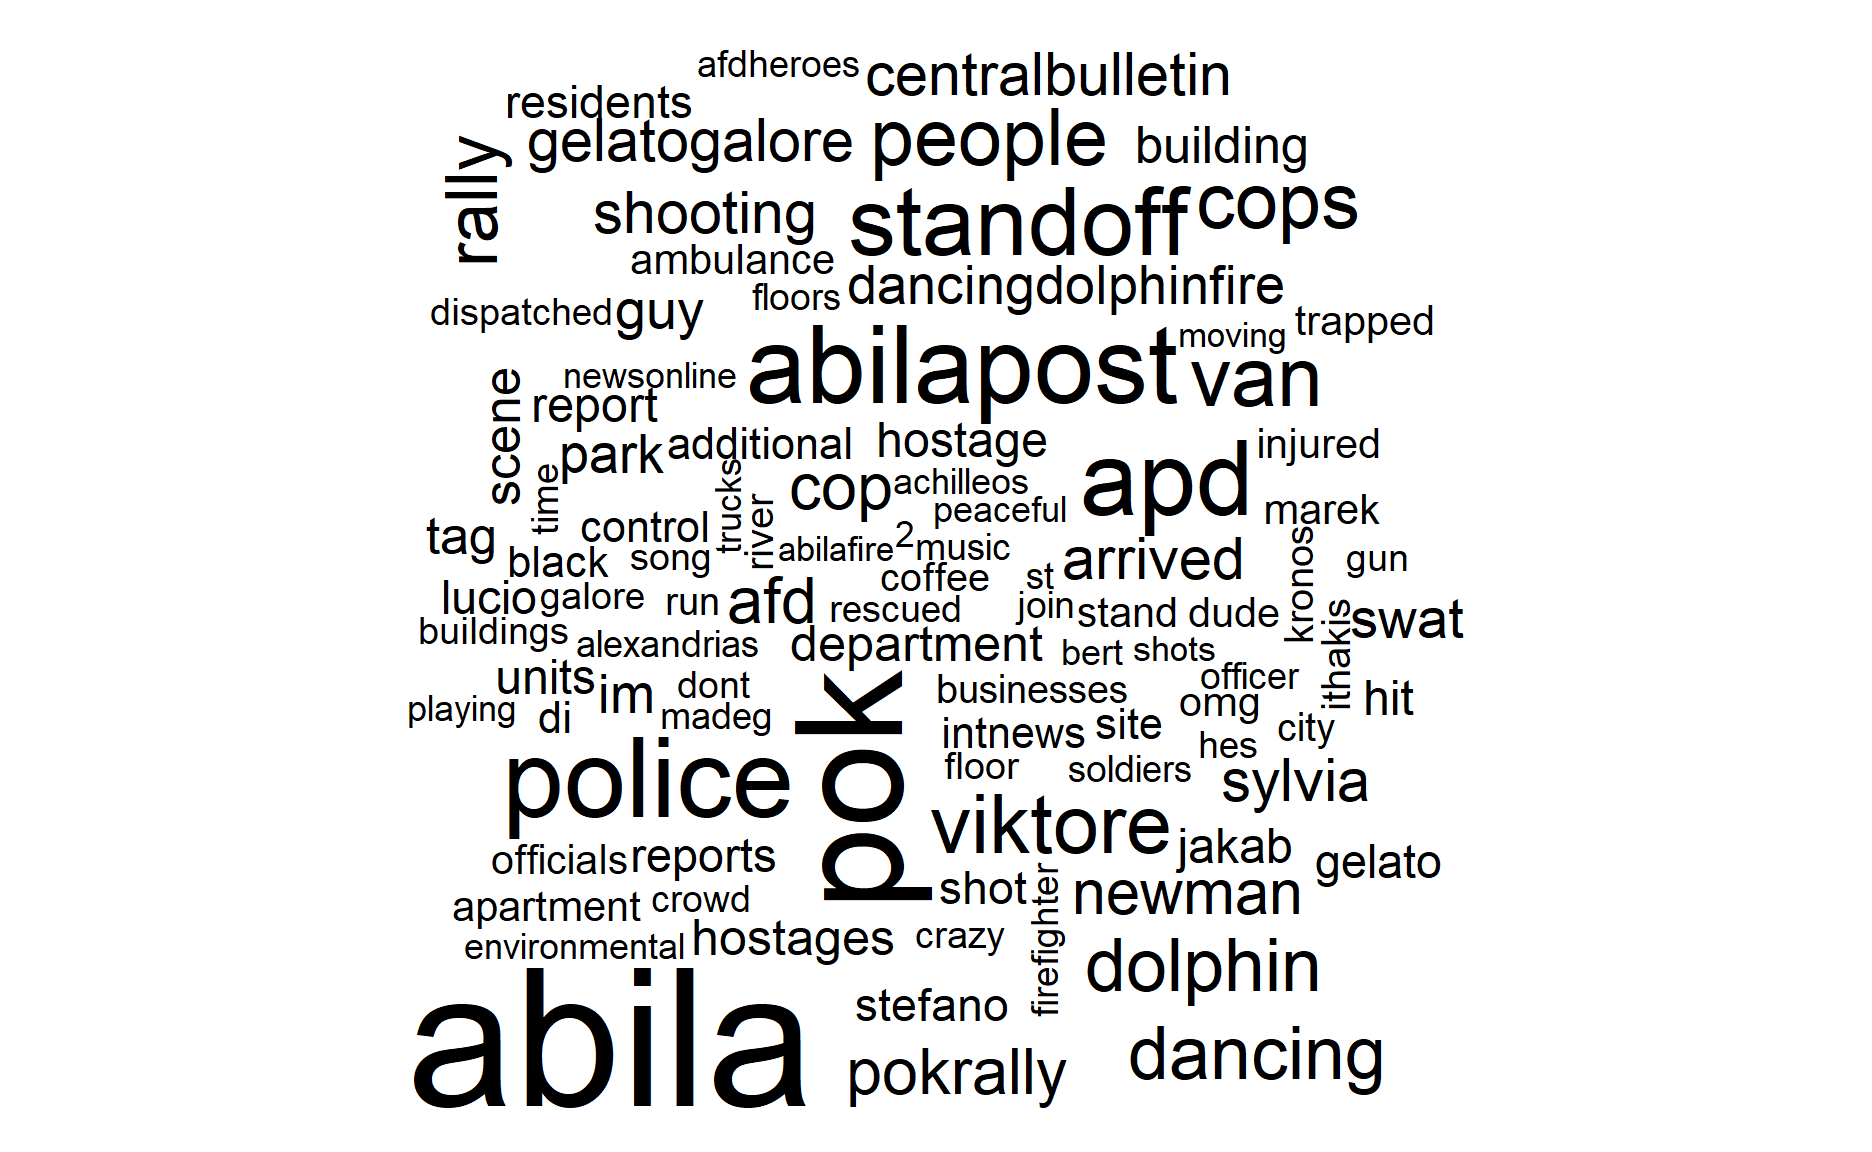 afdheroes
centralbulletin
residents
gelatogalore
people
building
rally
shooting
standoff
cops
ambulance
dancingdolphinfire
dispatched
guy
floors
moving
trapped
abilapost
van
newsonline
scene
report
park
additional
hostage
apd
injured
time
trucks
cop
achilleos
peaceful
marek
tag
control
river
abilafire
2
music
arrived
kronos
gun
black
song
coffee
st
lucio
galore
run
afd
rescued
join
stand
dude
ithakis
swat
buildings
alexandrias
department
bert
shots
units
im
dont
pok
businesses
officer
omg
hit
playing
di
madeg
intnews
site
city
hes
police
floor
soldiers
sylvia
viktore
jakab
gelato
officials
reports
shot
firefighter
newman
apartment
crowd
environmental
hostages
crazy
dolphin
abila
stefano
pokrally
dancing